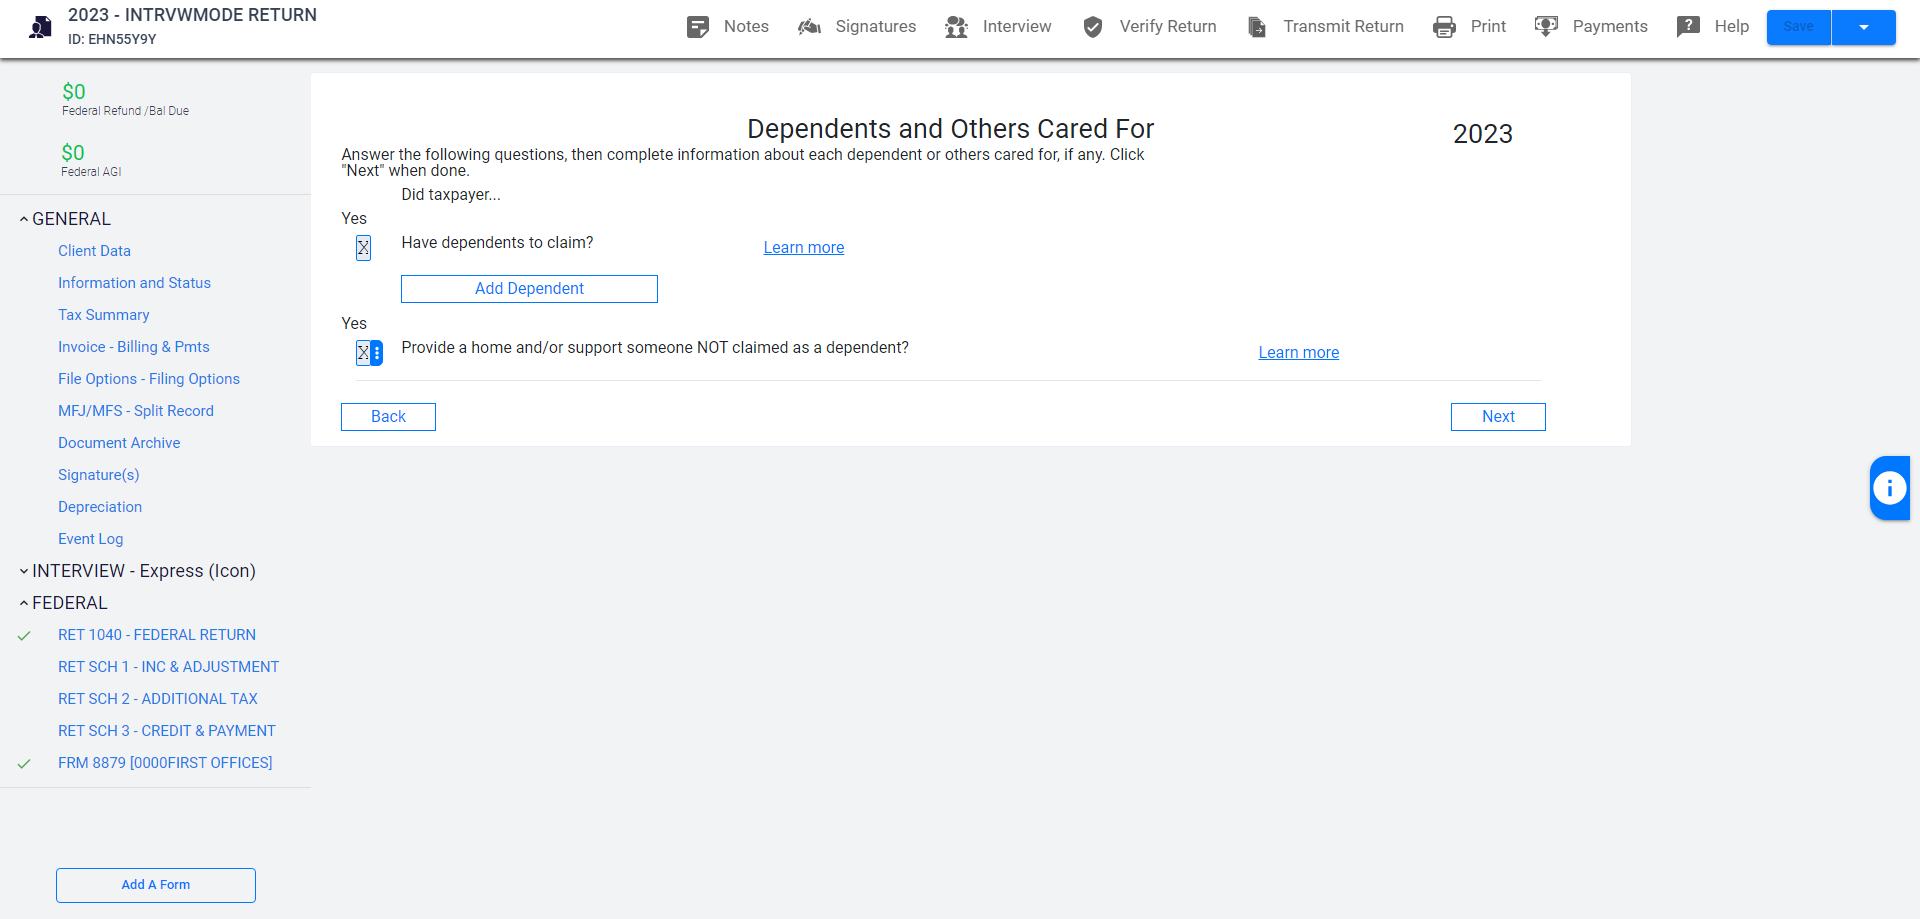 2023 - INTRVWMODE RETURN
ID: EHN55Y9Y
Notes
Signatures
Interview
Verify Return
Transmit Return
Print
Payments
Help
Save
$0
Federal Refund /Bal Due
$0
Federal AGI
GENERAL
Client Data
Information and Status
Tax Summary
Invoice - Billing & Pmts
File Options - Filing Options
MFJ/MFS - Split Record
Document Archive
Signature(s)
Depreciation
Event Log
INTERVIEW - Express (Icon)
FEDERAL
RET 1040 - FEDERAL RETURN
RET SCH 1 - INC & ADJUSTMENT
RET SCH 2 - ADDITIONAL TAX
RET SCH 3 - CREDIT & PAYMENT
FRM 8879 [0000FIRST OFFICES]
Add A Form
Dependents and Others Cared For
2023
Answer the following questions, then complete information about each dependent or others cared for, if any. Click
"Next" when done.
Did taxpayer...
Yes
X Have dependents to claim? Learn more
Add Dependent
Yes
X Provide a home and/or support someone NOT claimed as a dependent? Learn more
Back
Next